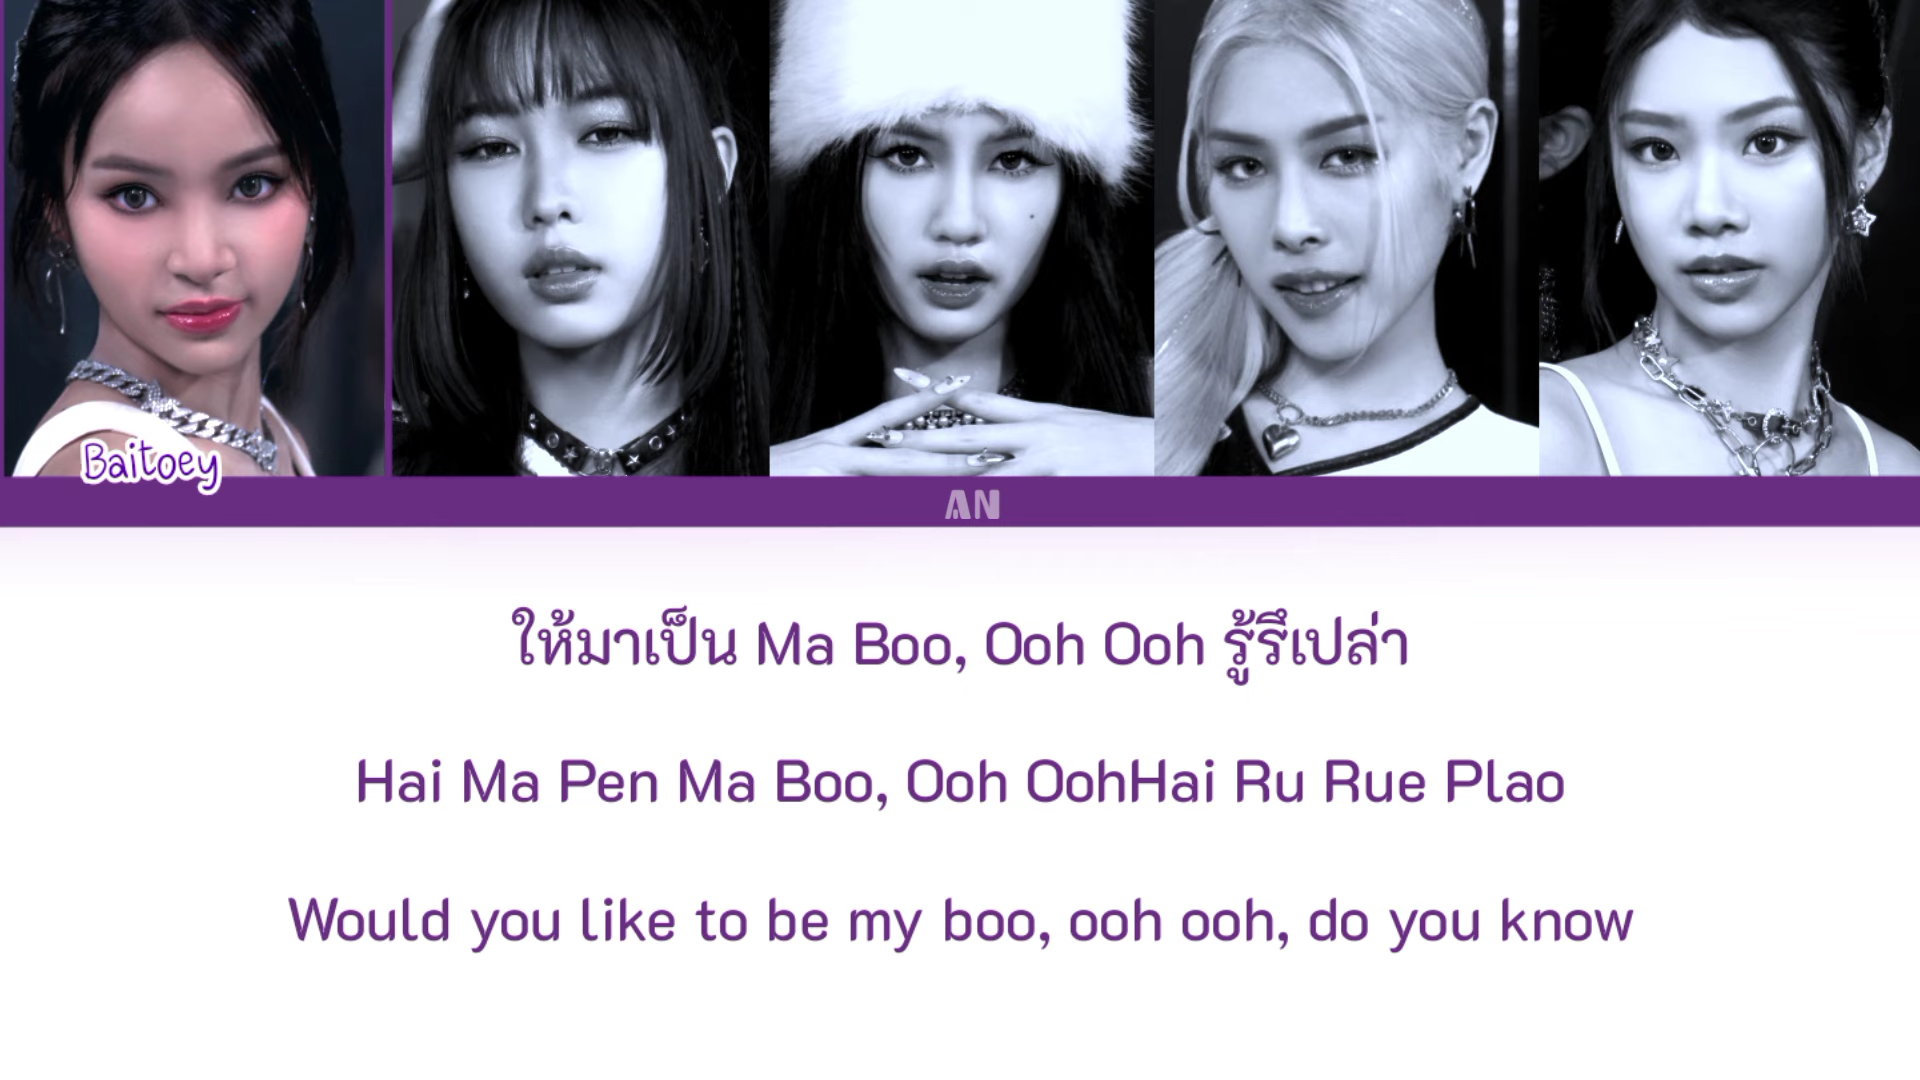 Baitoey
AN
ให้มาเป็น Ma Boo, Ooh Ooh รู้รึเปล่า
Hai Ma Pen Ma Boo, Ooh OohHai Ru Rue Plao
Would you like to be my boo, ooh ooh, do you know